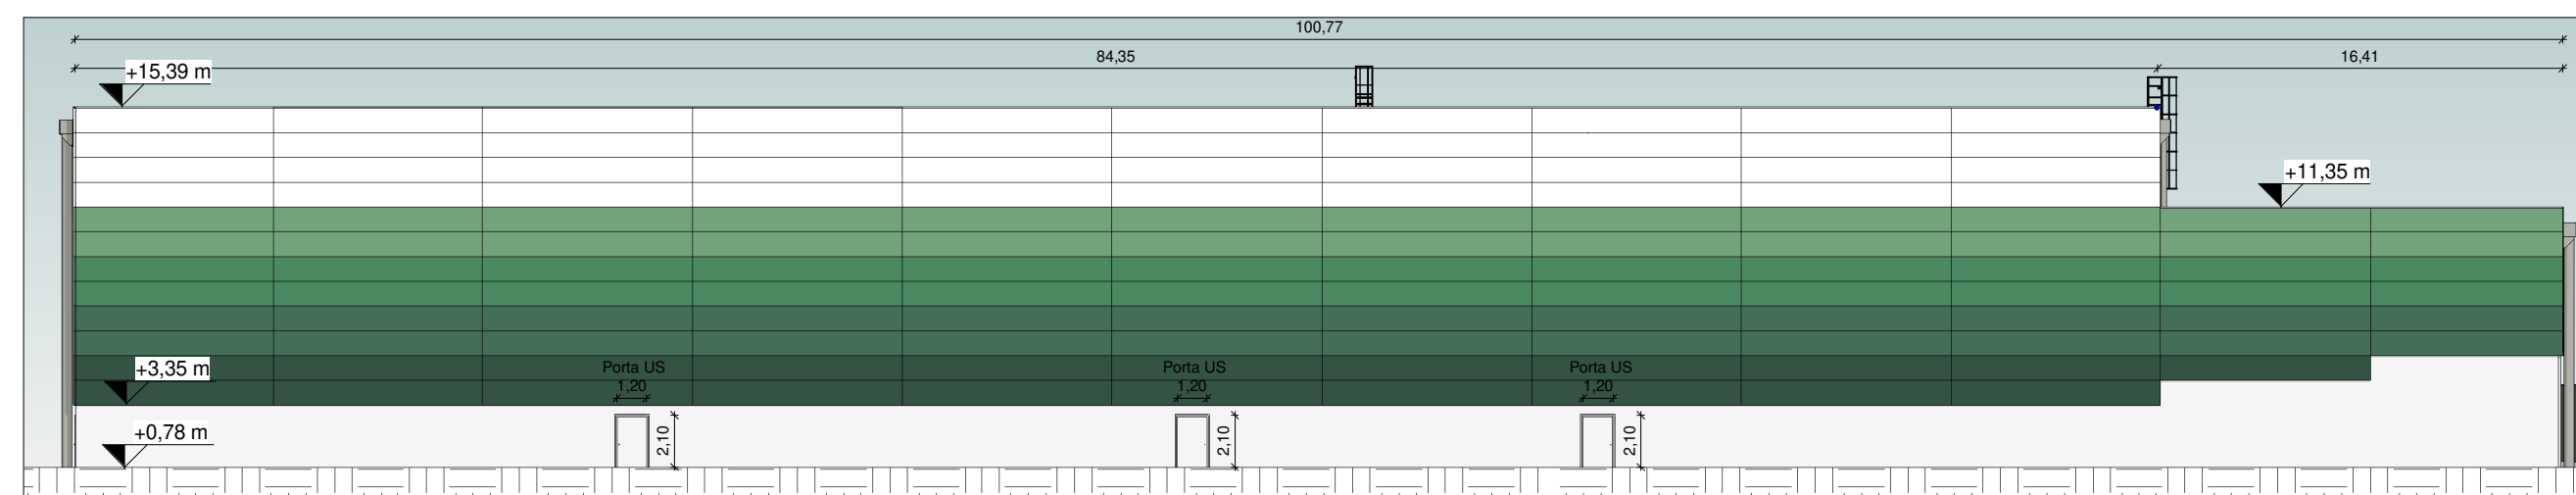 100,77
84,35
16,41
+15,39 m
+11,35 m
+3,35 m
Porta US
1,20
Porta US
1,20
Porta US
1,20
+0,78 m
2,10
2,10
2,10